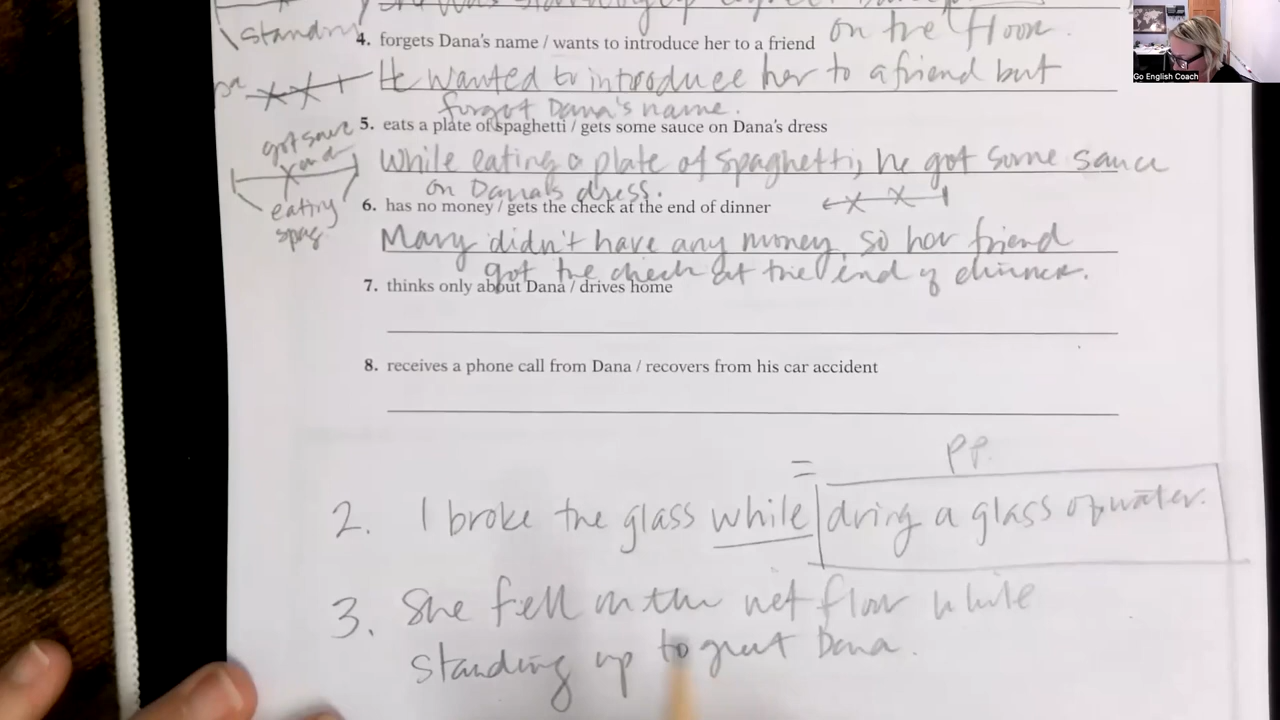 on the floor.
\standing 4. forgets Dana's name / wants to introduce her to a friend
He wanted to introduce her to a friend but
forgot Dana's name.
5. eats a plate of spaghetti / gets some sauce on Dana's dress
got sauce
and
While eating a plate of spaghetti, he got some sauce
on Dana's dress.
eating
spag
6. has no money / gets the check at the end of dinner
Mary didn't have any money, so her friend
got the check at the end of dinner.
7. thinks only about Dana / drives home
8. receives a phone call from Dana / recovers from his car accident
= P.P.
2. I broke the glass while dring a glass of water.
3. She fell on the wet floor while
standing up to greet Dana.
Go English Coach